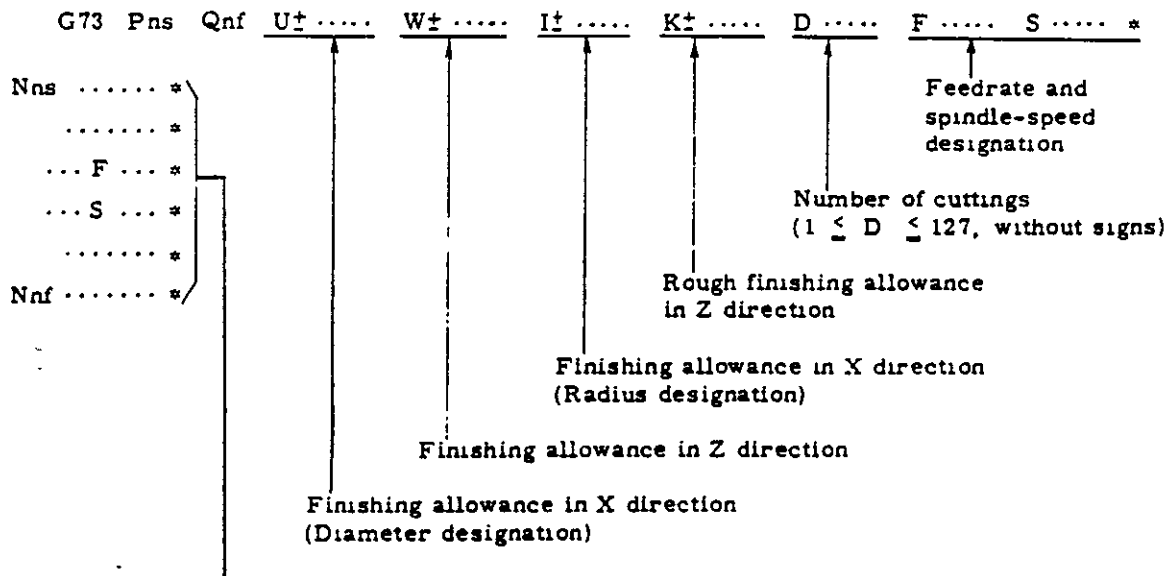 G73 Pns Qnf U± ····· W± ····· I± ····· K± ····· D ····· F ····· S ····· *
Nns ······ *
······· *
··· F ··· *
··· S ··· *
······· *
Nnf ······· *
Feedrate and
spindle-speed
designation
Number of cuttings
(1 ≤ D ≤ 127, without signs)
Rough finishing allowance
in Z direction
Finishing allowance in X direction
(Radius designation)
Finishing allowance in Z direction
Finishing allowance in X direction
(Diameter designation)